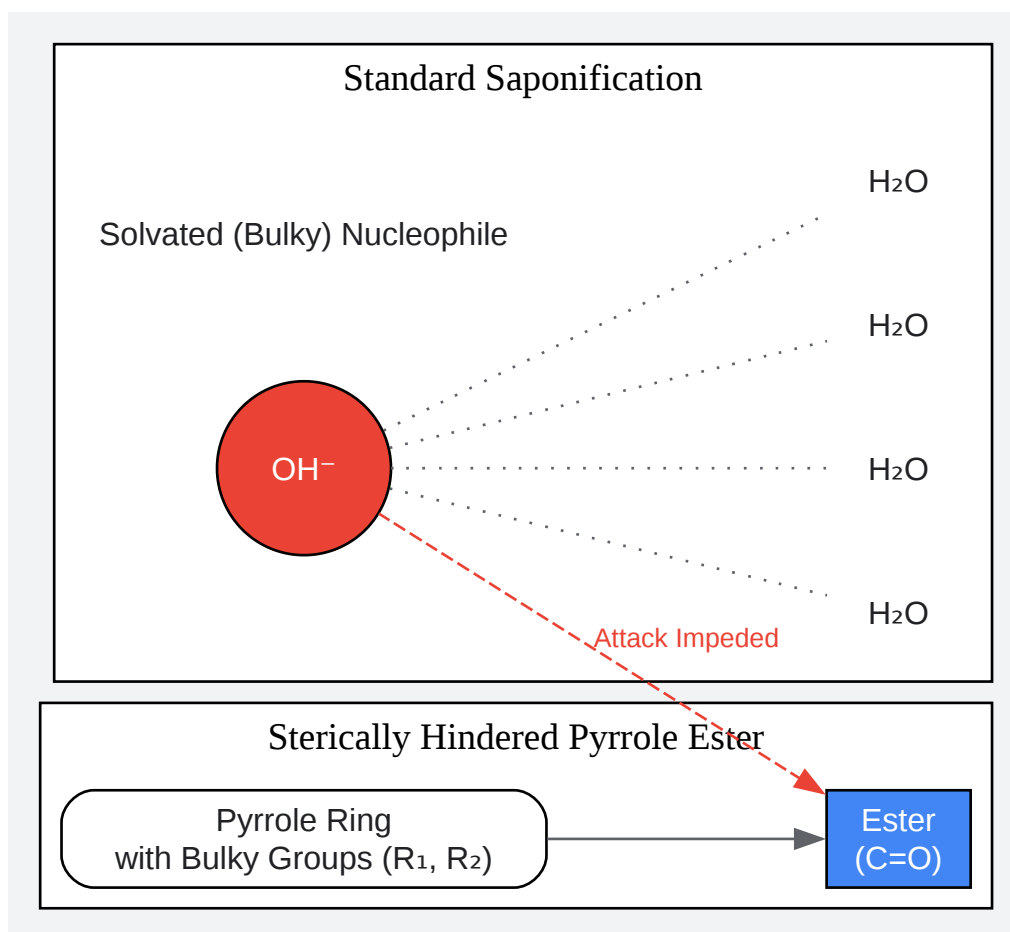 Standard Saponification
H₂O
Solvated (Bulky) Nucleophile
H₂O
OH⁻
H₂O
H₂O
Attack Impeded
Sterically Hindered Pyrrole Ester
Pyrrole Ring
with Bulky Groups (R₁, R₂)
Ester
(C=O)